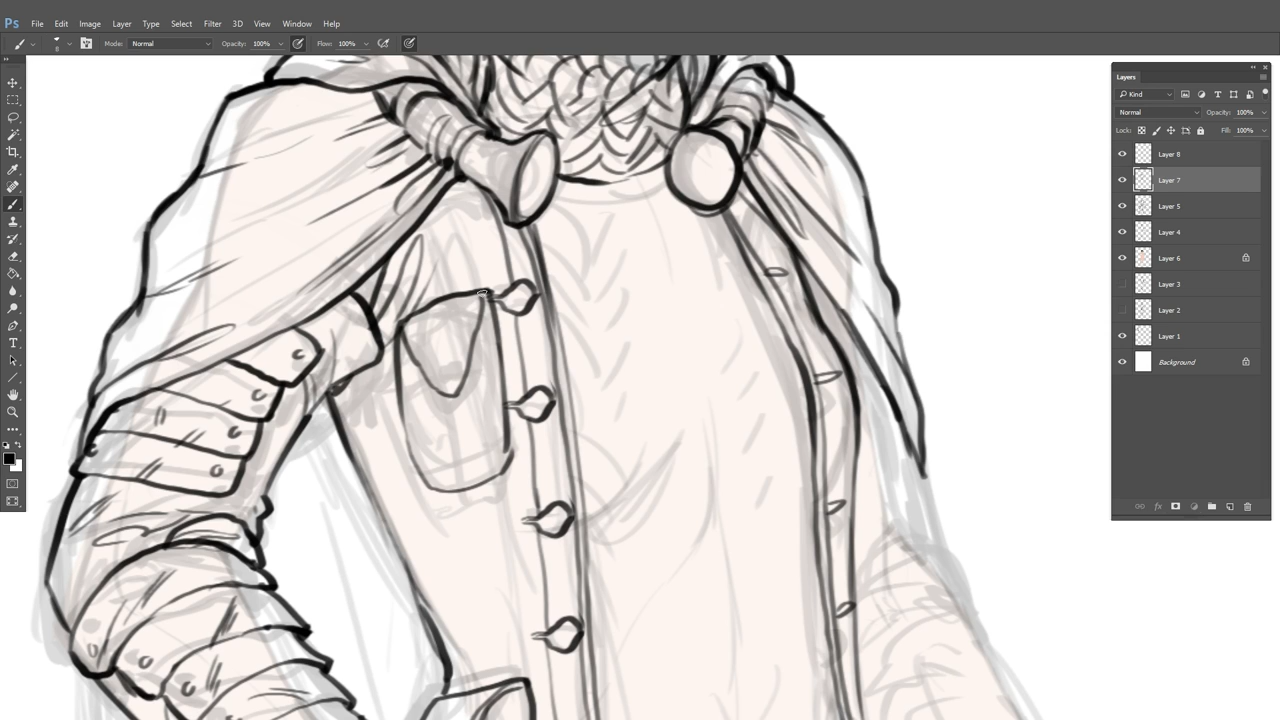 Ps File Edit Image Layer Type Select Filter 3D View Window Help
8 Mode: Normal Opacity: 100% Flow: 100%
Layers
Kind
Normal Opacity: 100%
Lock: Fill: 100%
Layer 8
Layer 7
Layer 5
Layer 4
Layer 6
Layer 3
Layer 2
Layer 1
Background
fx